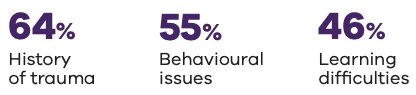 64% 55% 46%
History Behavioural Learning
of trauma issues difficulties